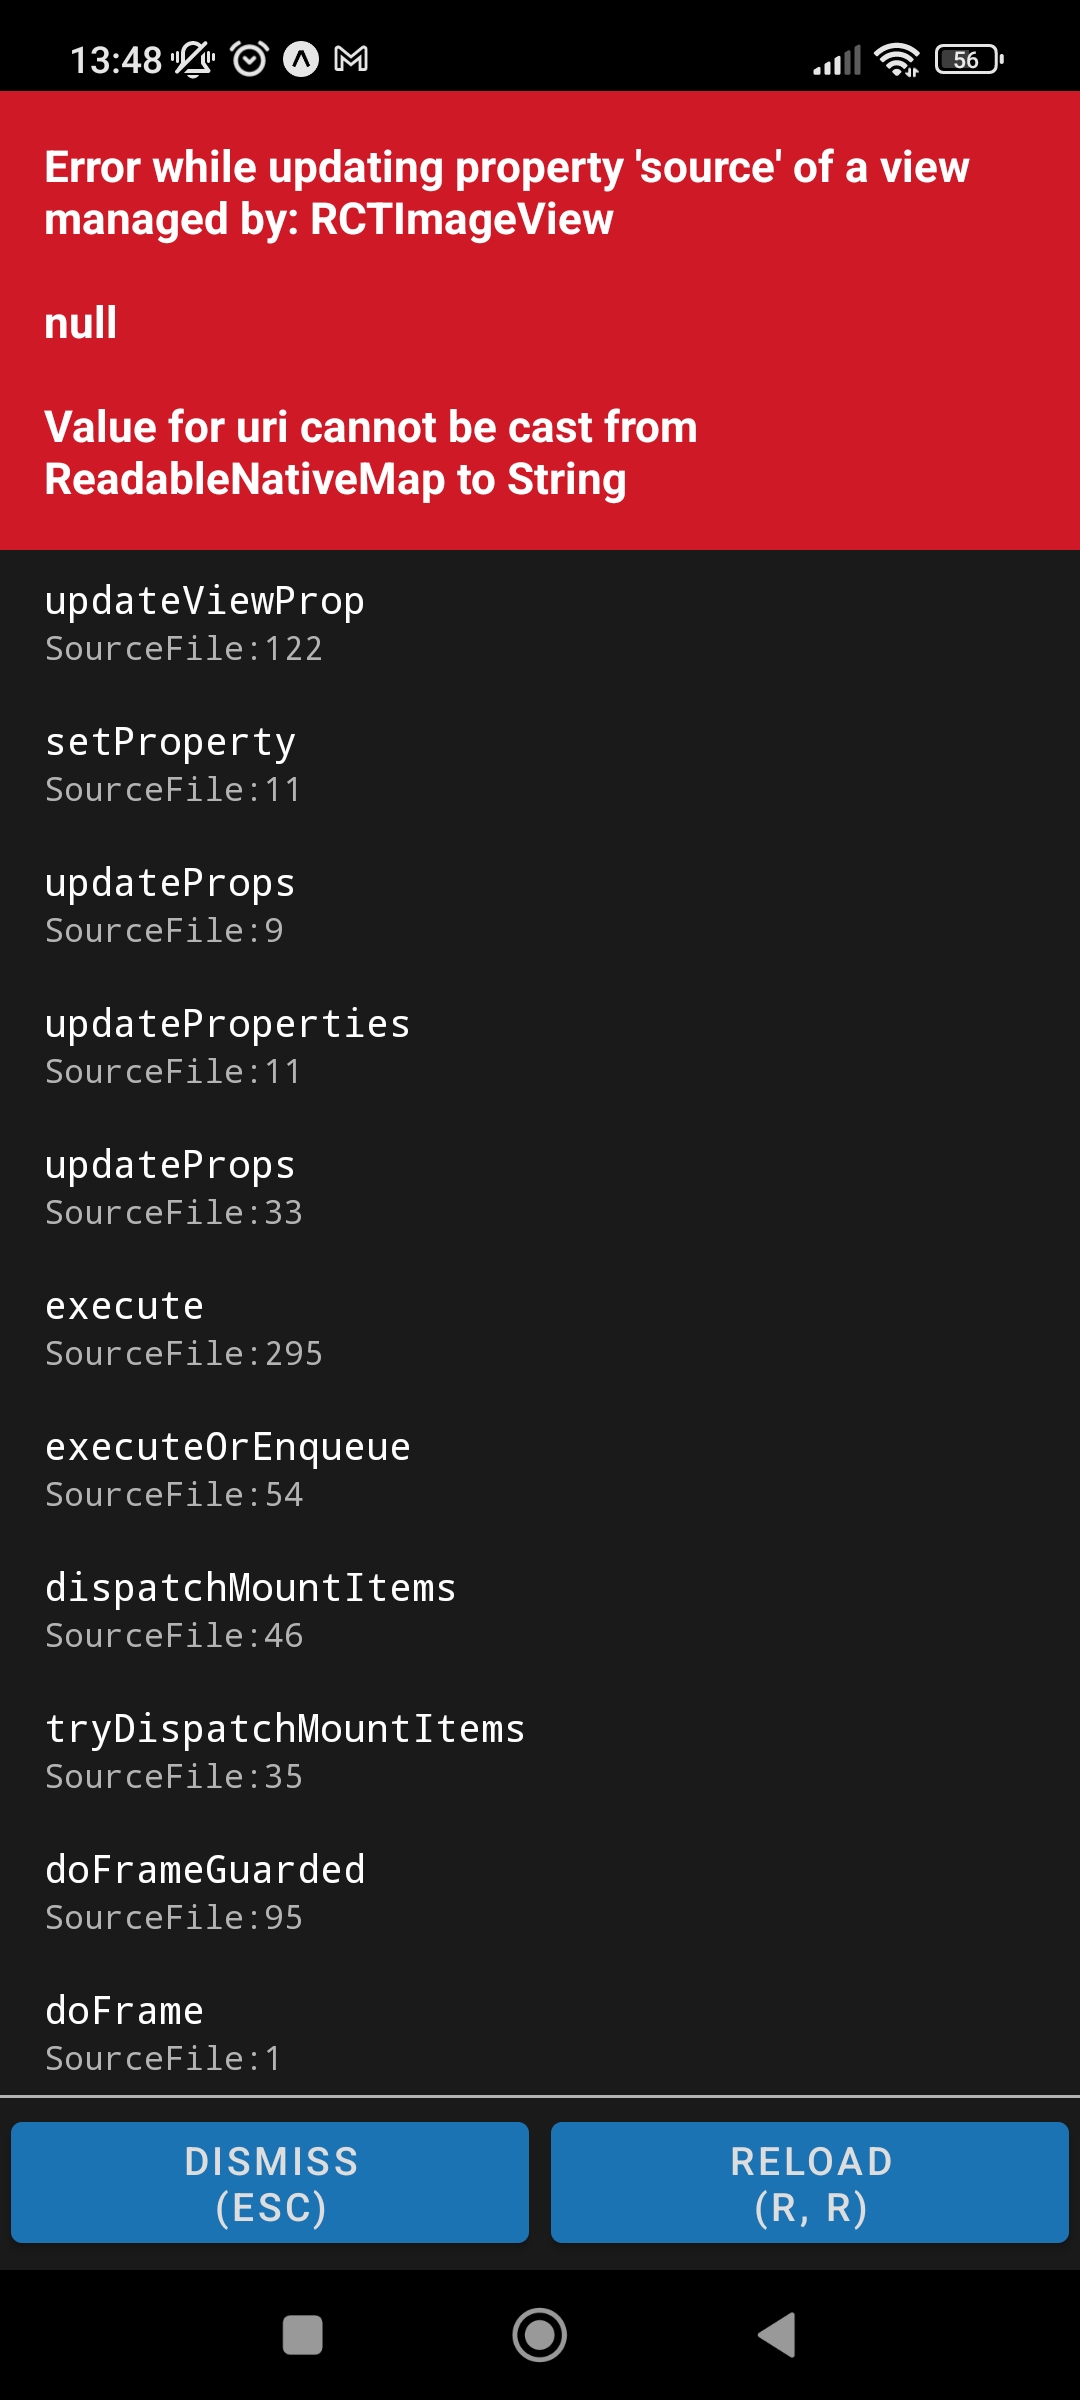 13:48
56
Error while updating property 'source' of a view
managed by: RCTImageView
null
Value for uri cannot be cast from
ReadableNativeMap to String
updateViewProp
SourceFile:122
setProperty
SourceFile:11
updateProps
SourceFile:9
updateProperties
SourceFile:11
updateProps
SourceFile:33
execute
SourceFile:295
executeOrEnqueue
SourceFile:54
dispatchMountItems
SourceFile:46
tryDispatchMountItems
SourceFile:35
doFrameGuarded
SourceFile:95
doFrame
SourceFile:1
DISMISS
(ESC)
RELOAD
(R, R)